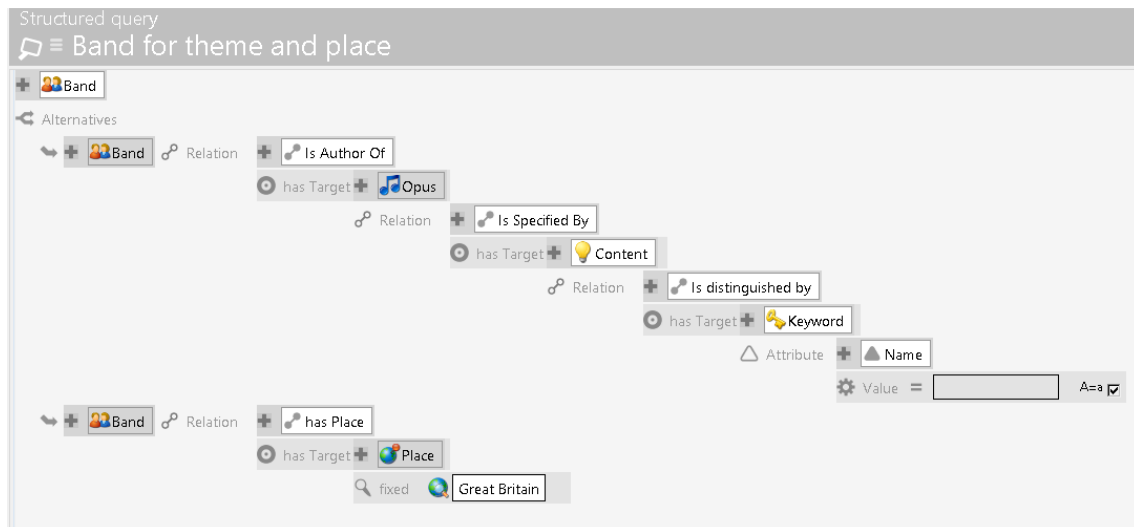 Structured query
Band for theme and place
Band
Alternatives
Band Relation Is Author Of
has Target Opus
Relation Is Specified By
has Target Content
Relation Is distinguished by
has Target Keyword
Attribute Name
Value = A=a
Band Relation has Place
has Target Place
fixed Great Britain